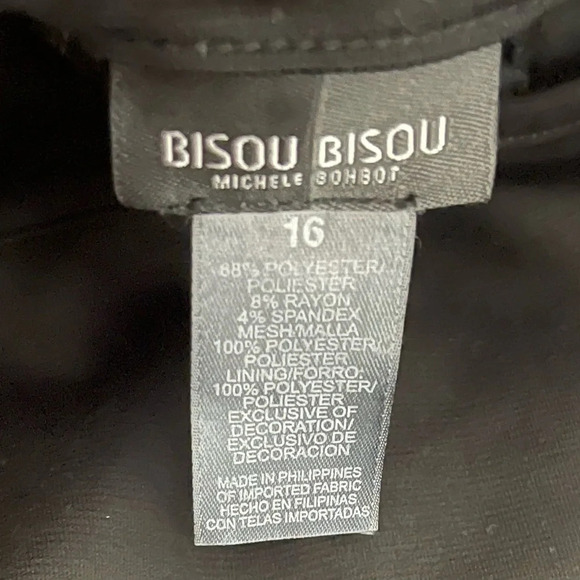 BISOU BISOU
MICHELE BOHBOT
16
88% POLYESTER/
POLIESTER
8% RAYON
4% SPANDEX
MESH/MALLA
100% POLYESTER/
POLIESTER
LINING/FORRO:
100% POLYESTER/
POLIESTER
EXCLUSIVE OF
DECORATION/
EXCLUSIVO DE
DECORACION
MADE IN PHILIPPINES
OF IMPORTED FABRIC
HECHO EN FILIPINAS
CON TELAS IMPORTADAS